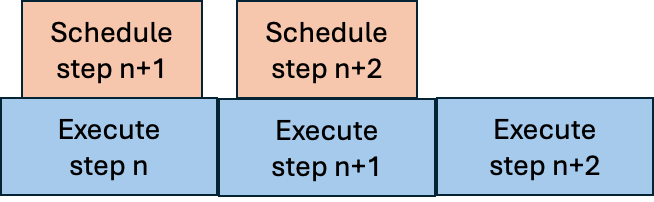 Schedule
step n+1
Schedule
step n+2
Execute
step n
Execute
step n+1
Execute
step n+2